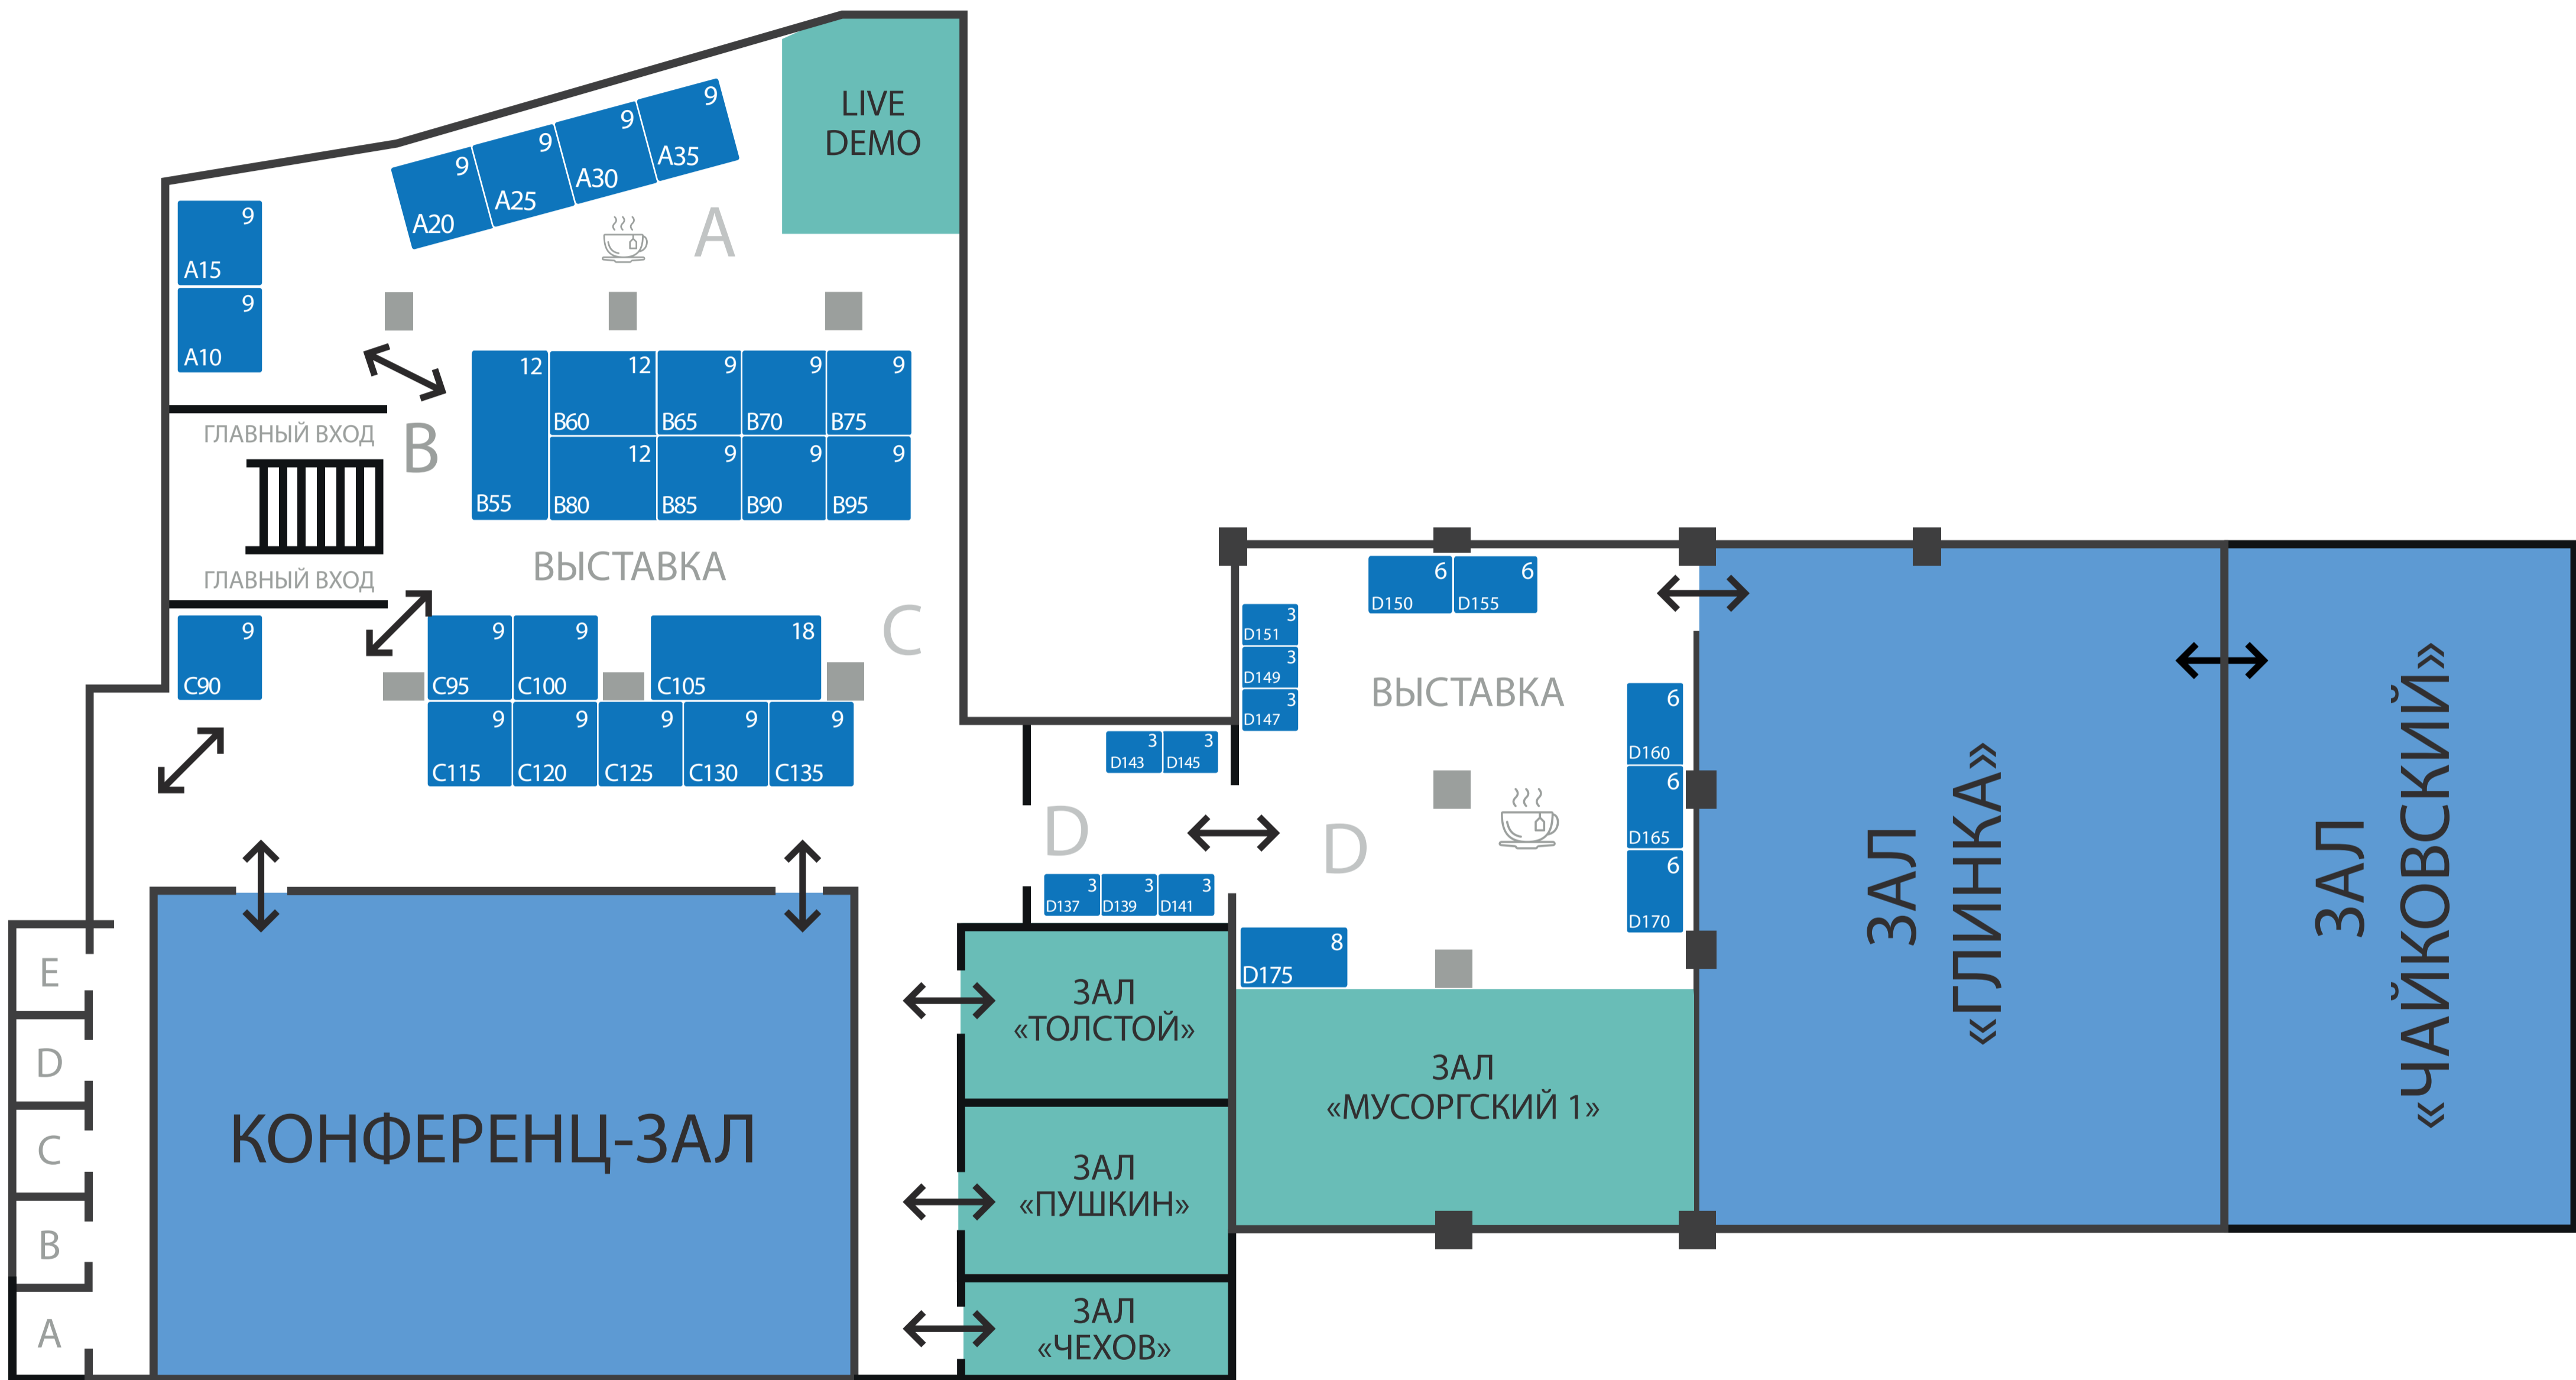 LIVE
DEMO
9
A35
9
A30
9
A25
9
A20
A
9
A15
9
A10
12
B55
12
B60
9
B65
9
B70
9
B75
12
B80
9
B85
9
B90
9
B95
ГЛАВНЫЙ ВХОД
B
ГЛАВНЫЙ ВХОД
ВЫСТАВКА
C
9
C90
9
C95
9
C100
18
C105
9
C115
9
C120
9
C125
9
C130
9
C135
6
D150
6
D155
3
D151
3
D149
3
D147
ВЫСТАВКА
3
D143
3
D145
D
D
3
D137
3
D139
3
D141
6
D160
6
D165
6
D170
8
D175
E
D
C
B
A
КОНФЕРЕНЦ-ЗАЛ
ЗАЛ
«ТОЛСТОЙ»
ЗАЛ
«ПУШКИН»
ЗАЛ
«ЧЕХОВ»
ЗАЛ
«МУСОРГСКИЙ 1»
ЗАЛ
«ГЛИНКА»
ЗАЛ
«ЧАЙКОВСКИЙ»